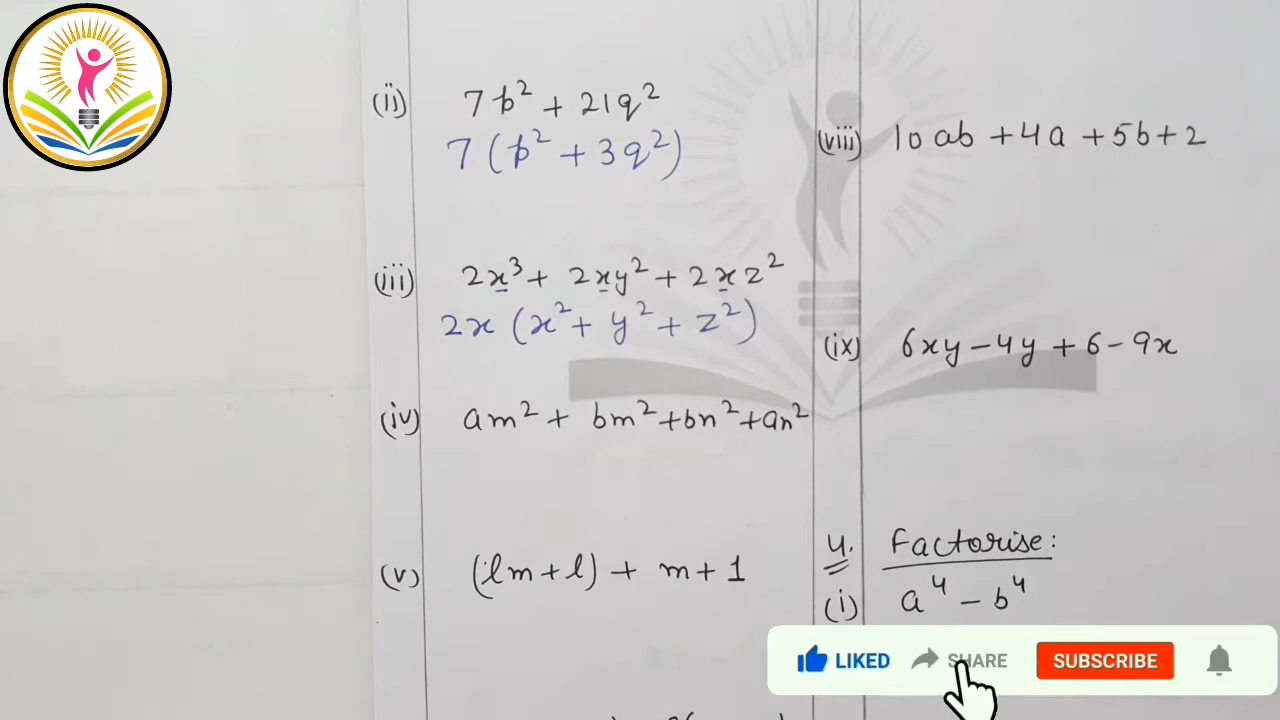 (ii) 7p² + 21q²
7(p² + 3q²)
(iii) 2x³ + 2xy² + 2xz²
2x (x² + y² + z²)
(iv) am² + bm² + bn² + an²
(v) (lm + l) + m + 1
(viii) 10ab + 4a + 5b + 2
(ix) 6xy - 4y + 6 - 9x
4. Factorise:
(i) a⁴ - b⁴
LIKED SHARE SUBSCRIBE